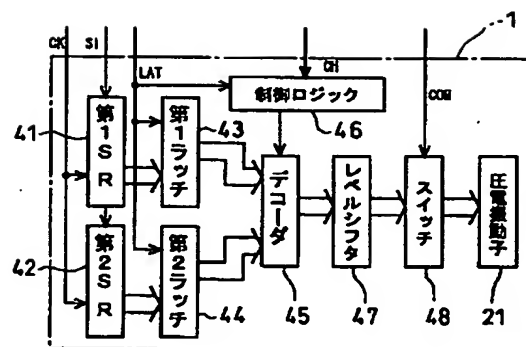 CK
SI
LAT
CH
COM
1
制御ロジック
46
41
第1SR
43
第1ラッチ
42
第2SR
第2ラッチ
44
デコーダ
45
レベルシフタ
47
スイッチ
48
圧電振動子
21